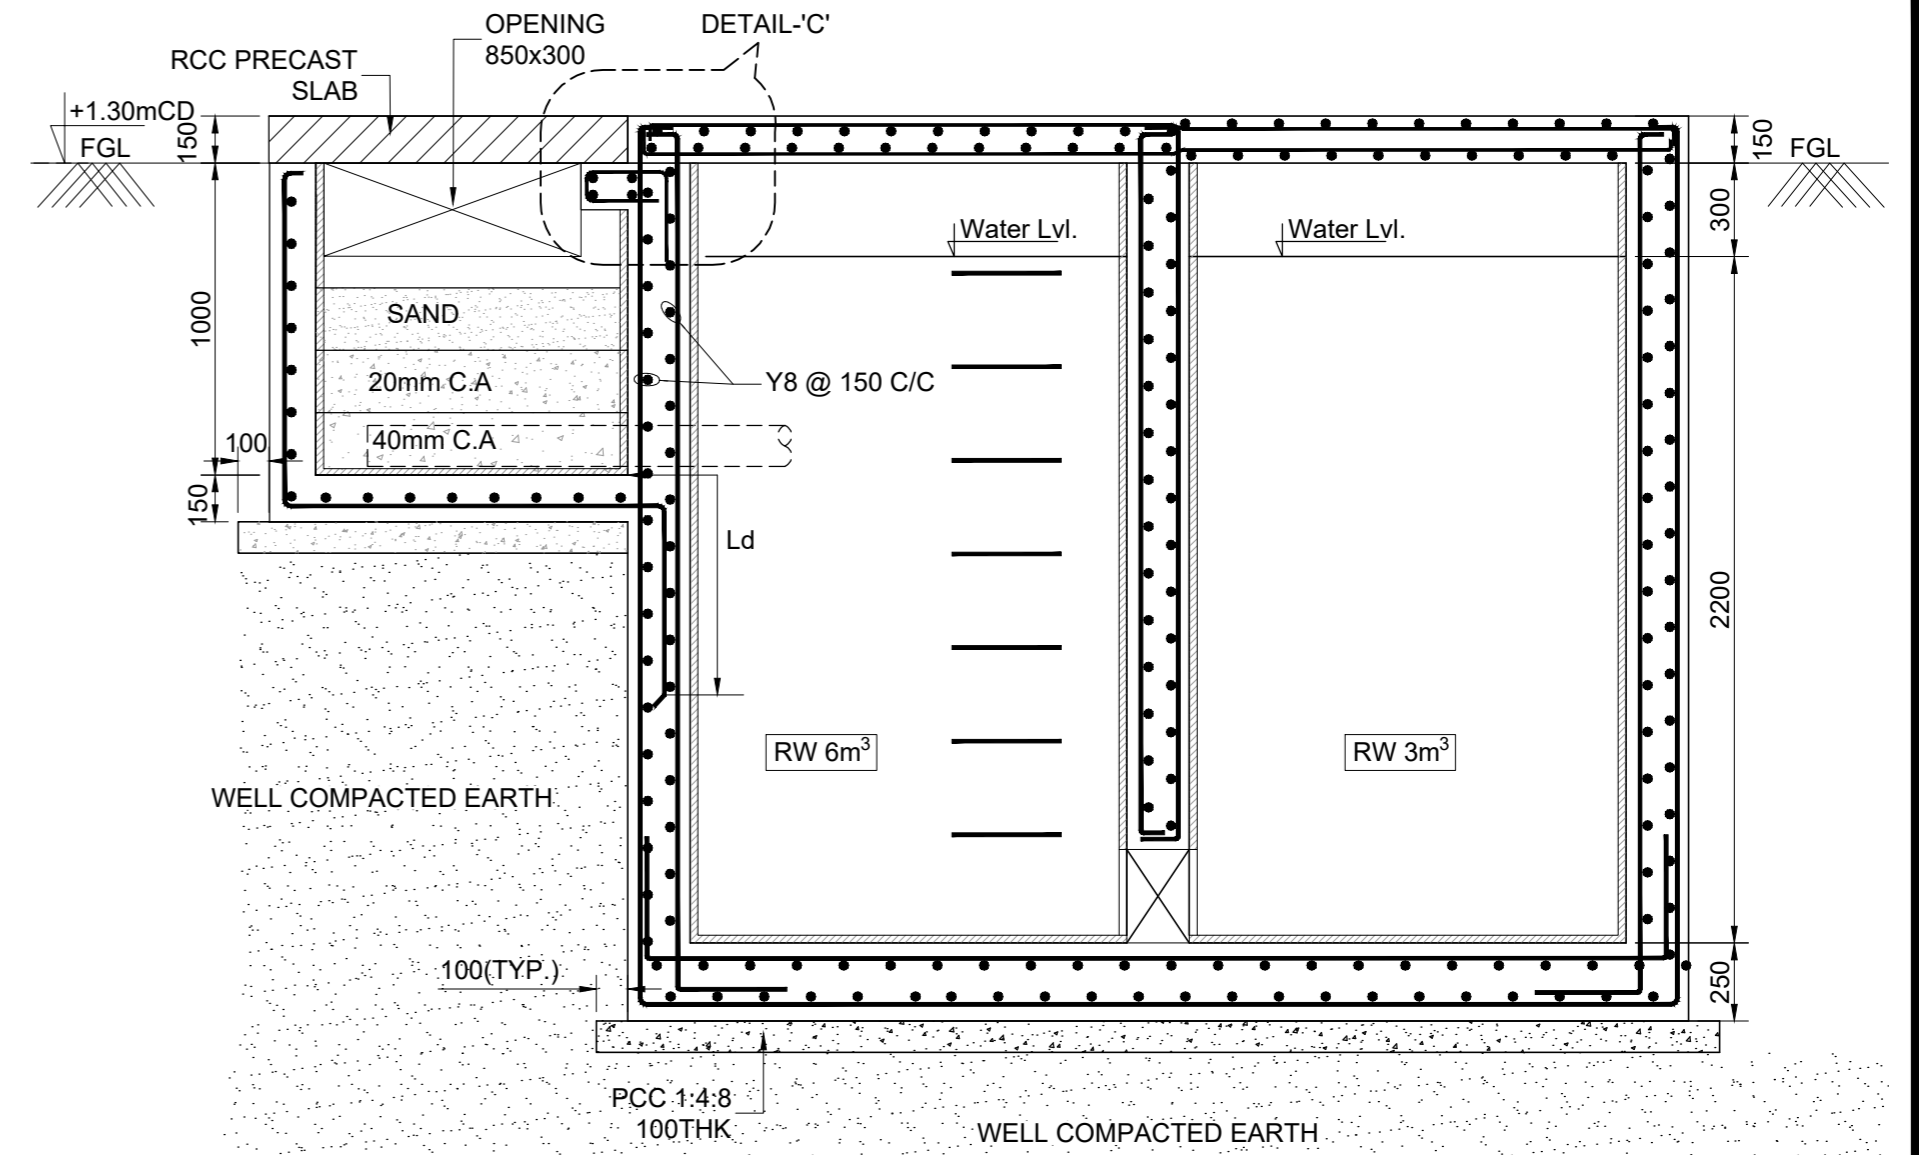 OPENING
850x300
DETAIL-'C'
RCC PRECAST
SLAB
+1.30mCD
FGL
150
150
FGL
300
Water Lvl.
Water Lvl.
1000
SAND
20mm C.A
Y8 @ 150 C/C
40mm C.A
100
150
Ld
2200
RW 6m³
RW 3m³
WELL COMPACTED EARTH
100(TYP.)
250
PCC 1:4:8
100THK
WELL COMPACTED EARTH